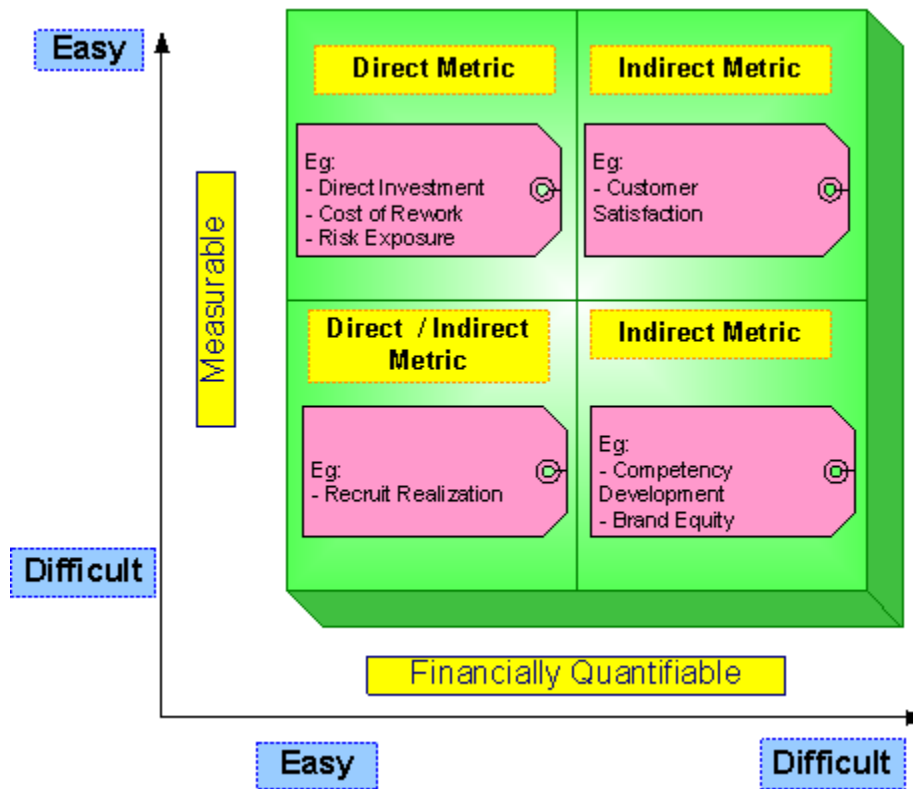 Easy
Direct Metric
Indirect Metric
Eg:
- Direct Investment
- Cost of Rework
- Risk Exposure
Eg:
- Customer
Satisfaction
Measurable
Direct / Indirect
Metric
Indirect Metric
Eg:
- Recruit Realization
Eg:
- Competency
Development
- Brand Equity
Difficult
Financially Quantifiable
Easy
Difficult